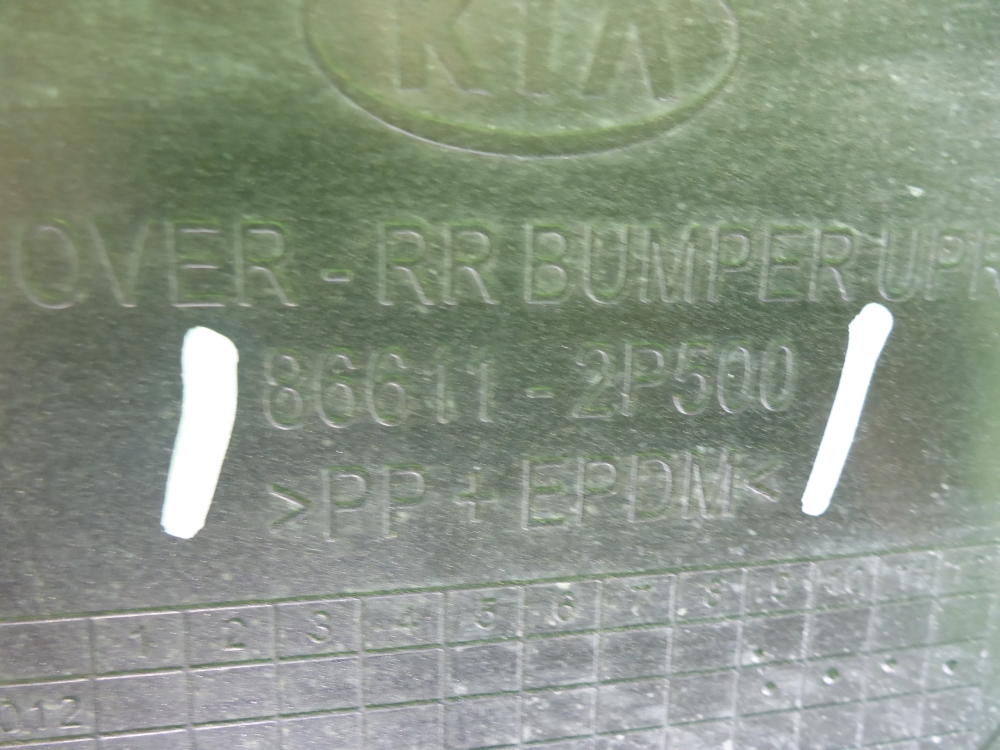 KIA
OVER - RR BUMPER UPR
86611 - 2P500
>PP + EPDM<
1 2 3 4 5 6 7 8 9 10 11
012